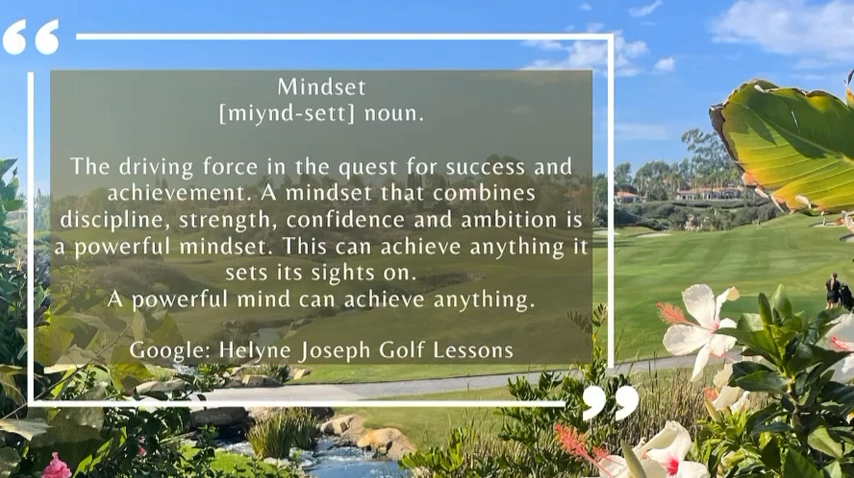 Mindset
[miynd-sett] noun.
The driving force in the quest for success and
achievement. A mindset that combines
discipline, strength, confidence and ambition is
a powerful mindset. This can achieve anything it
sets its sights on.
A powerful mind can achieve anything.
Google: Helyne Joseph Golf Lessons